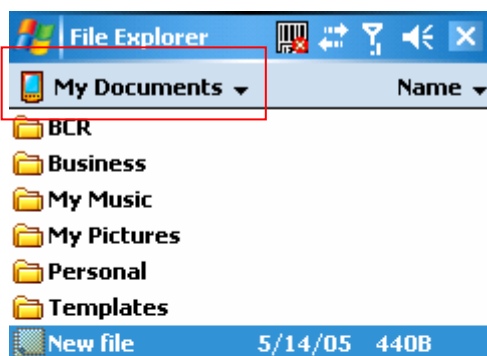 File Explorer
My Documents Name
BCR
Business
My Music
My Pictures
Personal
Templates
New file 5/14/05 440B